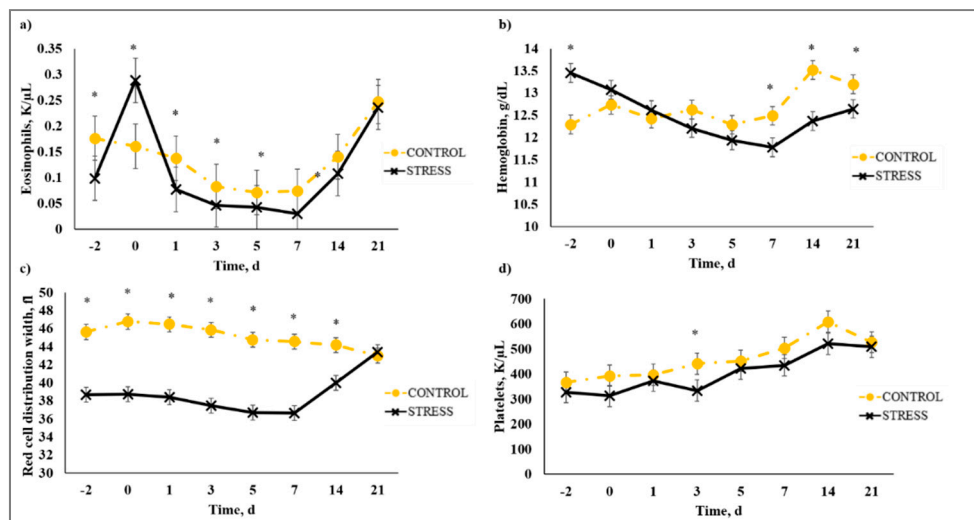 a)
*
*
*
*
*
*
Eosinophils, K/µL
0.35
0.3
0.25
0.2
0.15
0.1
0.05
0
-2 0 1 3 5 7 14 21
Time, d
CONTROL
STRESS
b)
*
*
*
*
Hemoglobin, g/dL
14
13.5
13
12.5
12
11.5
11
10.5
10
-2 0 1 3 5 7 14 21
Time, d
CONTROL
STRESS
c)
*
*
*
*
*
*
*
Red cell distribution width, fl
48
46
44
42
40
38
36
34
32
30
-2 0 1 3 5 7 14 21
Time, d
CONTROL
STRESS
d)
*
Platelets, K/µL
700
600
500
400
300
200
100
0
-2 0 1 3 5 7 14 21
Time, d
CONTROL
STRESS